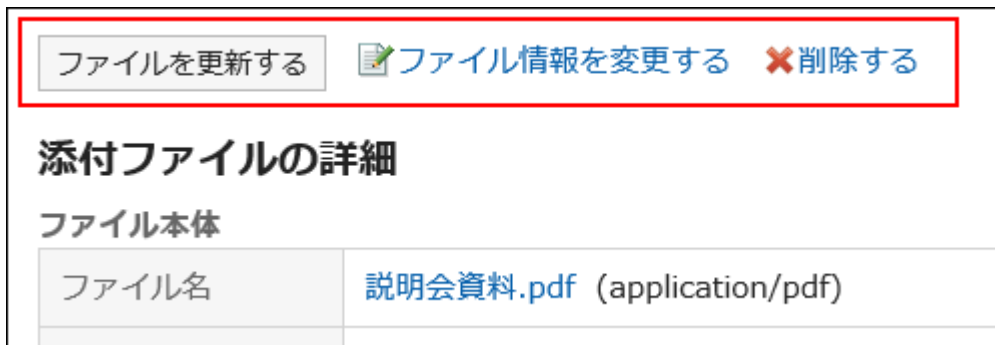 ファイルを更新する ファイル情報を変更する 削除する
添付ファイルの詳細
ファイル本体
ファイル名 説明会資料.pdf (application/pdf)